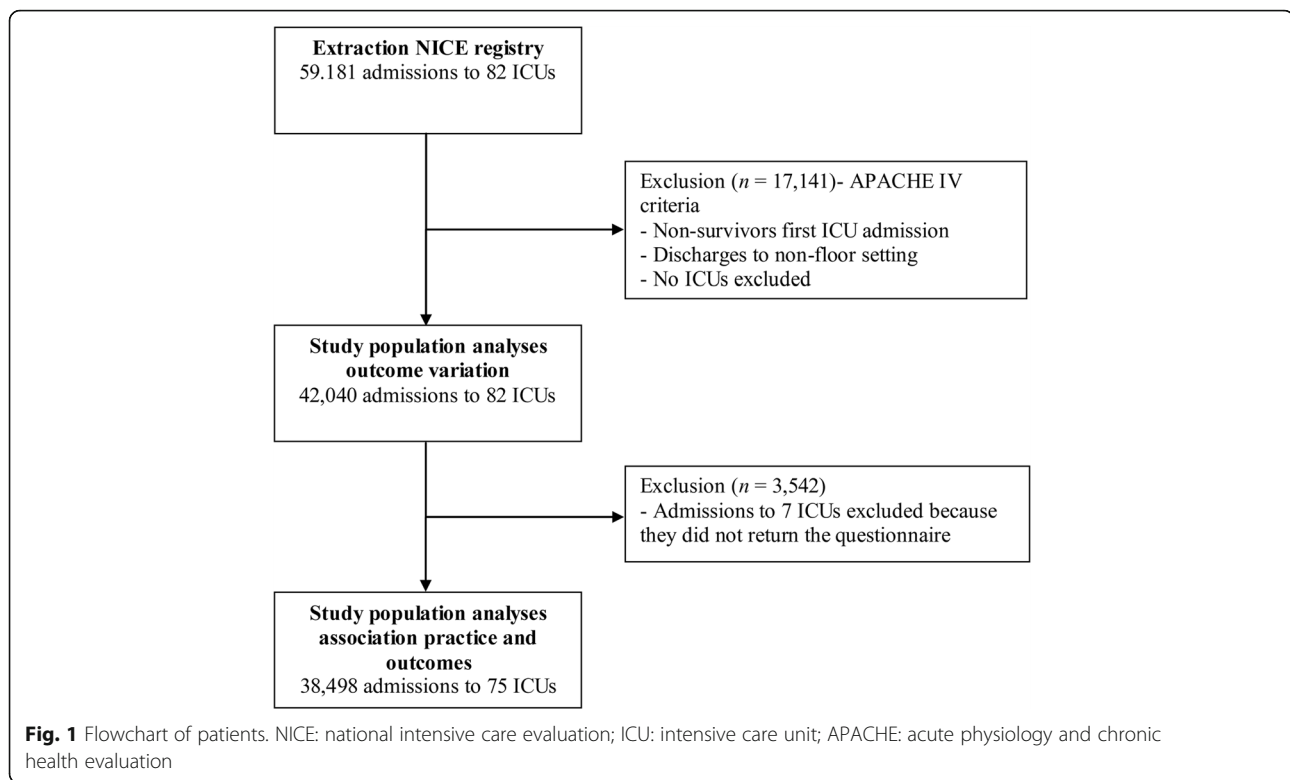 Extraction NICE registry
59.181 admissions to 82 ICUs
Exclusion (n = 17,141)- APACHE IV
criteria
- Non-survivors first ICU admission
- Discharges to non-floor setting
- No ICUs excluded
Study population analyses
outcome variation
42,040 admissions to 82 ICUs
Exclusion (n = 3,542)
- Admissions to 7 ICUs excluded because
they did not return the questionnaire
Study population analyses
association practice and
outcomes
38,498 admissions to 75 ICUs
Fig. 1 Flowchart of patients. NICE: national intensive care evaluation; ICU: intensive care unit; APACHE: acute physiology and chronic
health evaluation